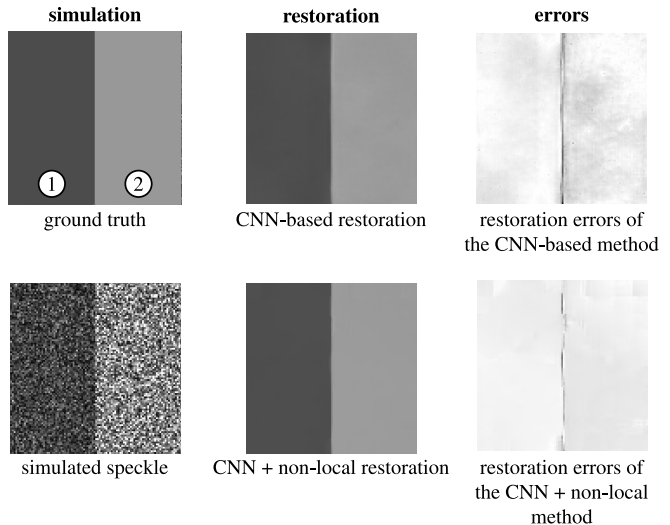 simulation
restoration
errors
1
2
ground truth
CNN-based restoration
restoration errors of
the CNN-based method
simulated speckle
CNN + non-local restoration
restoration errors of
the CNN + non-local
method